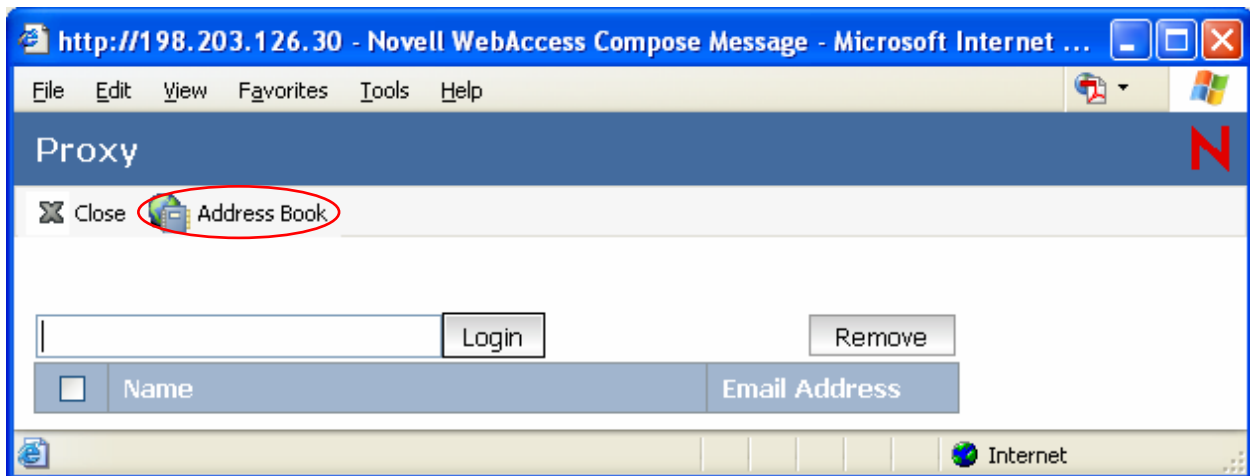 http://198.203.126.30 - Novell WebAccess Compose Message - Microsoft Internet ...
File Edit View Favorites Tools Help
Proxy
N
Close Address Book
Login Remove
Name Email Address
Internet